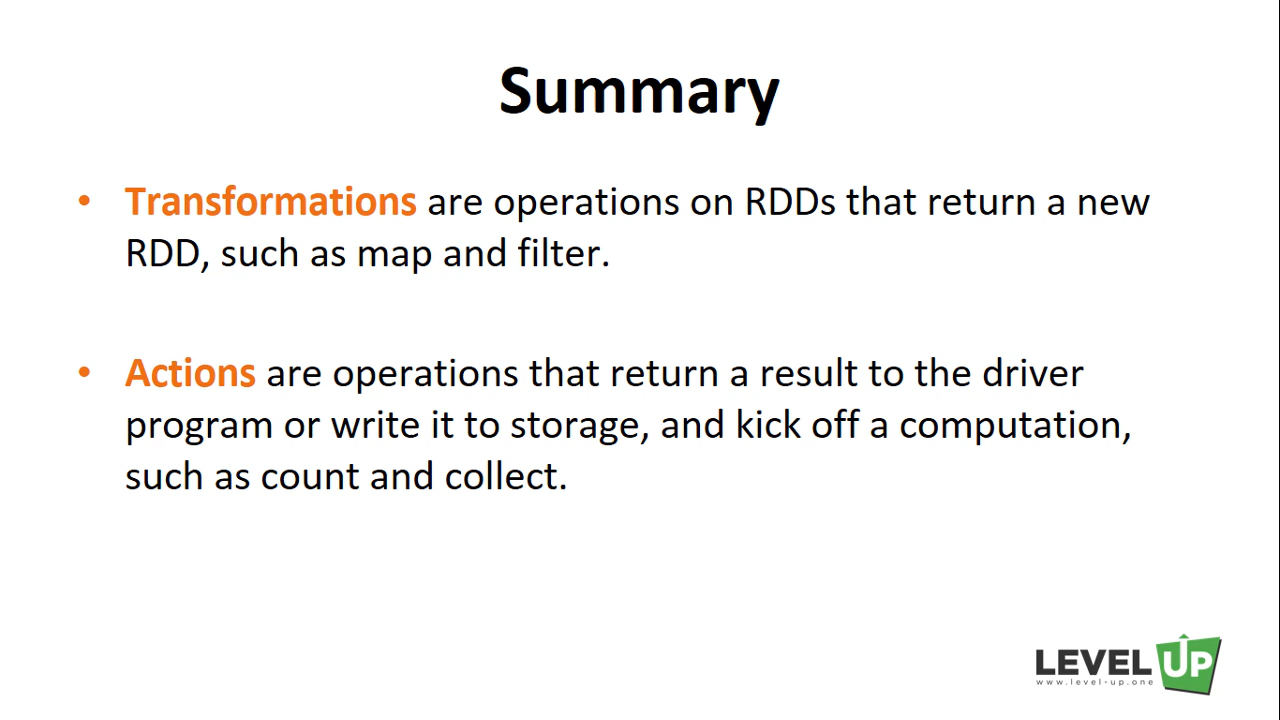 Summary
• Transformations are operations on RDDs that return a new
RDD, such as map and filter.
• Actions are operations that return a result to the driver
program or write it to storage, and kick off a computation,
such as count and collect.
LEVEL UP
www.level-up.one